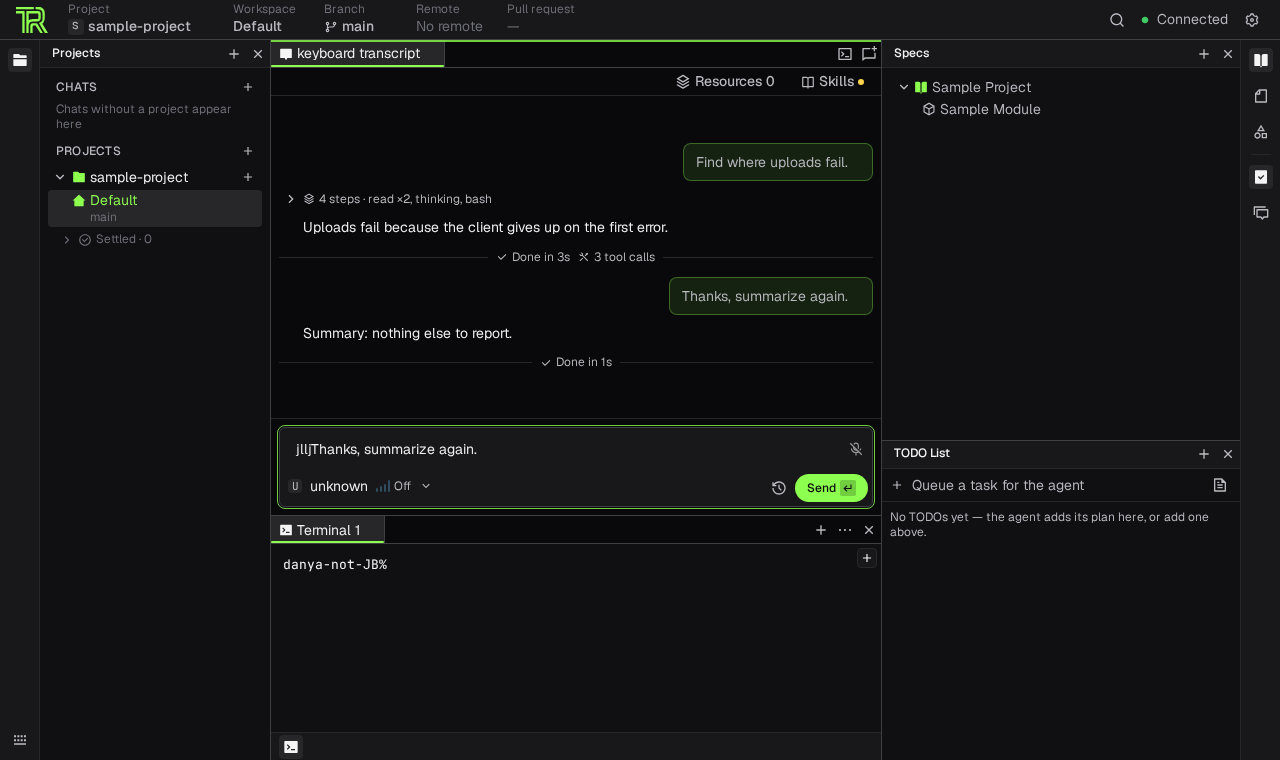 Project
S sample-project
Workspace
Default
Branch
main
Remote
No remote
Pull request
—
Connected
Projects
CHATS
Chats without a project appear
here
PROJECTS
sample-project
Default
main
Settled · 0
keyboard transcript
Resources 0
Skills
Find where uploads fail.
4 steps · read ×2, thinking, bash
Uploads fail because the client gives up on the first error.
Done in 3s 3 tool calls
Thanks, summarize again.
Summary: nothing else to report.
Done in 1s
jlljThanks, summarize again.
U unknown Off
Send
Terminal 1
danya-not-JB%
Specs
Sample Project
Sample Module
TODO List
Queue a task for the agent
No TODOs yet — the agent adds its plan here, or add one
above.